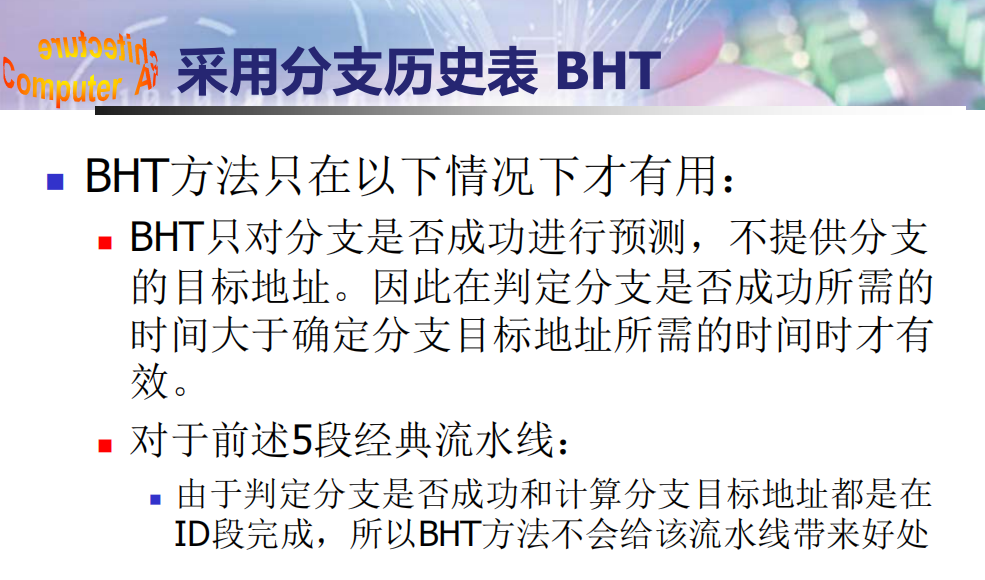 Computer Architecture
采用分支历史表 BHT
BHT方法只在以下情况下才有用：
BHT只对分支是否成功进行预测，不提供分支
的目标地址。因此在判定分支是否成功所需的
时间大于确定分支目标地址所需的时间时才有
效。
对于前述5段经典流水线：
由于判定分支是否成功和计算分支目标地址都是在
ID段完成，所以BHT方法不会给该流水线带来好处